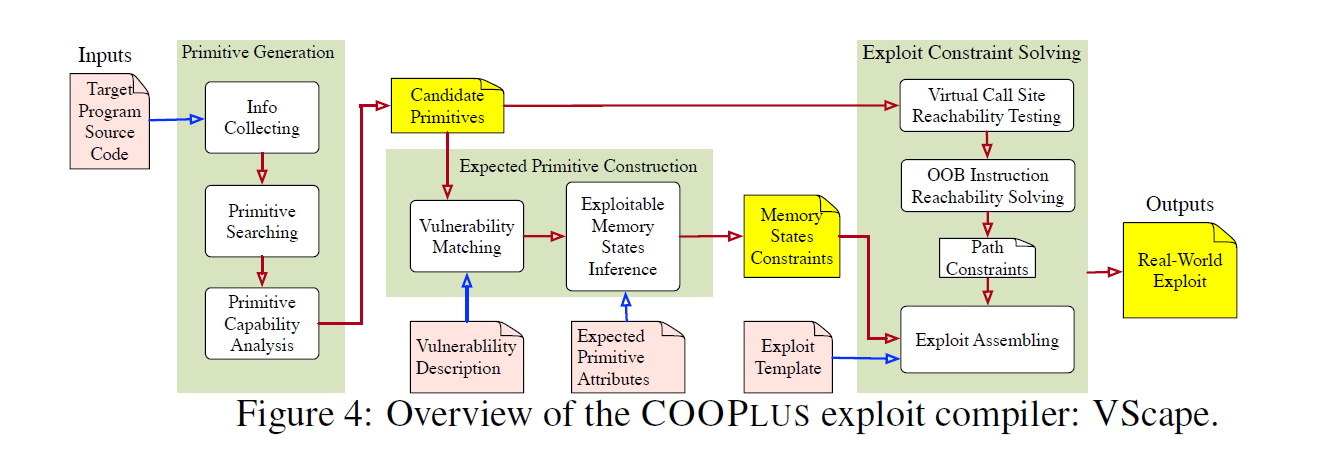 Inputs
Target
Program
Source
Code
Primitive Generation
Info
Collecting
Primitive
Searching
Primitive
Capability
Analysis
Candidate
Primitives
Expected Primitive Construction
Vulnerability
Matching
Exploitable
Memory
States
Inference
Vulnerablility
Description
Expected
Primitive
Attributes
Memory
States
Constraints
Exploit
Template
Exploit Constraint Solving
Virtual Call Site
Reachability Testing
OOB Instruction
Reachability Solving
Path
Constraints
Exploit Assembling
Outputs
Real-World
Exploit
Figure 4: Overview of the COOPLUS exploit compiler: VScape.